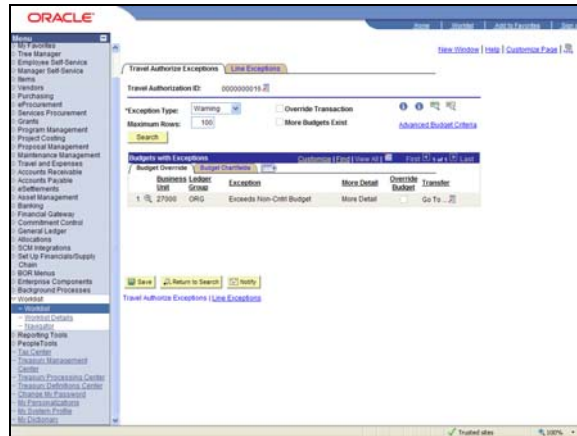 ORACLE
Home | Worklist | Add to Favorites | Sign
Menu
My Favorites
Tree Manager
Employee Self-Service
Manager Self-Service
Items
Vendors
Purchasing
eProcurement
Services Procurement
Grants
Program Management
Project Costing
Proposal Management
Maintenance Management
Travel and Expenses
Accounts Receivable
Accounts Payable
eSettlements
Asset Management
Banking
Financial Gateway
Commitment Control
General Ledger
Allocations
SCM Integrations
Set Up Financials/Supply
Chain
BOR Menus
Enterprise Components
Background Processes
Worklist
- Worklist
- Worklist Details
- Navigator
Reporting Tools
PeopleTools
- Tax Center
- Treasury Management
Center
- Treasury Processing Center
- Treasury Definitions Center
- Change My Password
- My Personalizations
- My System Profile
- My Dictionary
New Window | Help | Customize Page |
Travel Authorize Exceptions Line Exceptions
Travel Authorization ID: 0000000015
*Exception Type: Warning Override Transaction
Maximum Rows: 100 More Budgets Exist Advanced Budget Criteria
Search
Budgets with Exceptions Customize | Find | View All | First 1 of 1 Last
Budget Override Budget Chartfields
Business Unit Ledger Group Exception More Detail Override Budget Transfer
1 27000 ORG Exceeds Non-Cntrl Budget More Detail Go To ...
Save Return to Search Notify
Travel Authorize Exceptions | Line Exceptions
Trusted sites 100%